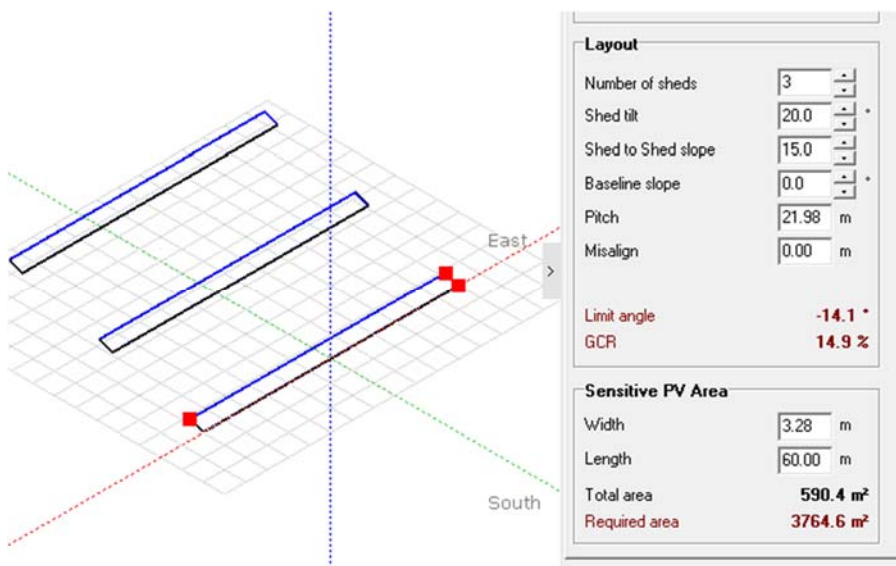 East
South
>
Layout
Number of sheds 3
Shed tilt 20.0 °
Shed to Shed slope 15.0
Baseline slope 0.0 °
Pitch 21.98 m
Misalign 0.00 m
Limit angle -14.1 °
GCR 14.9 %
Sensitive PV Area
Width 3.28 m
Length 60.00 m
Total area 590.4 m²
Required area 3764.6 m²